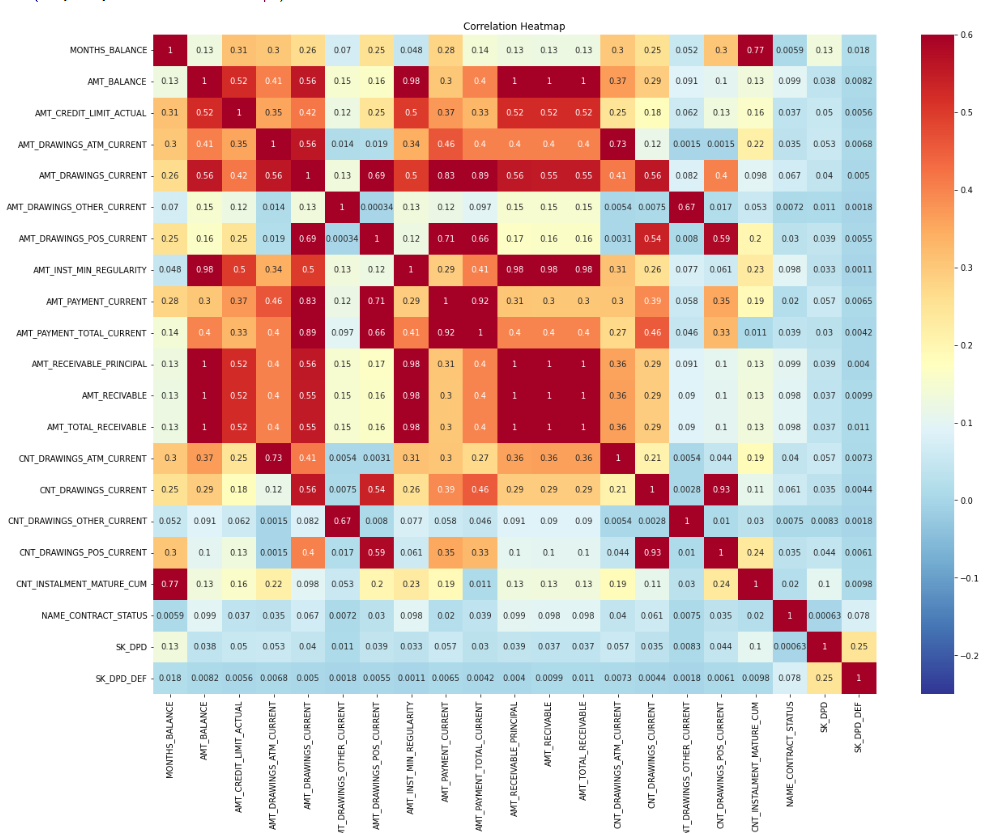 Correlation Heatmap
MONTHS_BALANCE 1 0.13 0.31 0.3 0.26 0.07 0.25 0.048 0.28 0.14 0.13 0.13 0.13 0.3 0.25 0.052 0.3 0.77 0.0059 0.13 0.018
AMT_BALANCE 0.13 1 0.52 0.41 0.56 0.15 0.16 0.98 0.3 0.4 1 1 1 0.37 0.29 0.091 0.1 0.13 0.099 0.038 0.0082
AMT_CREDIT_LIMIT_ACTUAL 0.31 0.52 1 0.35 0.42 0.12 0.25 0.5 0.37 0.33 0.52 0.52 0.52 0.25 0.18 0.062 0.13 0.16 0.037 0.05 0.0056
AMT_DRAWINGS_ATM_CURRENT 0.3 0.41 0.35 1 0.56 0.014 0.019 0.34 0.46 0.4 0.4 0.4 0.4 0.73 0.12 0.0015 0.0015 0.22 0.035 0.053 0.0068
AMT_DRAWINGS_CURRENT 0.26 0.56 0.42 0.56 1 0.13 0.69 0.5 0.83 0.89 0.56 0.55 0.55 0.41 0.56 0.082 0.4 0.098 0.067 0.04 0.005
AMT_DRAWINGS_OTHER_CURRENT 0.07 0.15 0.12 0.014 0.13 1 0.00034 0.13 0.12 0.097 0.15 0.15 0.15 0.0054 0.0075 0.67 0.017 0.053 0.0072 0.011 0.0018
AMT_DRAWINGS_POS_CURRENT 0.25 0.16 0.25 0.019 0.69 0.00034 1 0.12 0.71 0.66 0.17 0.16 0.16 0.0031 0.54 0.008 0.59 0.2 0.03 0.039 0.0055
AMT_INST_MIN_REGULARITY 0.048 0.98 0.5 0.34 0.5 0.13 0.12 1 0.29 0.41 0.98 0.98 0.98 0.31 0.26 0.077 0.061 0.23 0.098 0.033 0.0011
AMT_PAYMENT_CURRENT 0.28 0.3 0.37 0.46 0.83 0.12 0.71 0.29 1 0.92 0.31 0.3 0.3 0.3 0.39 0.058 0.35 0.19 0.02 0.057 0.0065
AMT_PAYMENT_TOTAL_CURRENT 0.14 0.4 0.33 0.4 0.89 0.097 0.66 0.41 0.92 1 0.4 0.4 0.4 0.27 0.46 0.046 0.33 0.011 0.039 0.03 0.0042
AMT_RECEIVABLE_PRINCIPAL 0.13 1 0.52 0.4 0.56 0.15 0.17 0.98 0.31 0.4 1 1 1 0.36 0.29 0.091 0.1 0.13 0.099 0.039 0.004
AMT_RECIVABLE 0.13 1 0.52 0.4 0.55 0.15 0.16 0.98 0.3 0.4 1 1 1 0.36 0.29 0.09 0.1 0.13 0.098 0.037 0.0099
AMT_TOTAL_RECEIVABLE 0.13 1 0.52 0.4 0.55 0.15 0.16 0.98 0.3 0.4 1 1 1 0.36 0.29 0.09 0.1 0.13 0.098 0.037 0.011
CNT_DRAWINGS_ATM_CURRENT 0.3 0.37 0.25 0.73 0.41 0.0054 0.0031 0.31 0.3 0.27 0.36 0.36 0.36 1 0.21 0.0054 0.044 0.19 0.04 0.057 0.0073
CNT_DRAWINGS_CURRENT 0.25 0.29 0.18 0.12 0.56 0.0075 0.54 0.26 0.39 0.46 0.29 0.29 0.29 0.21 1 0.0028 0.93 0.11 0.061 0.035 0.0044
CNT_DRAWINGS_OTHER_CURRENT 0.052 0.091 0.062 0.0015 0.082 0.67 0.008 0.077 0.058 0.046 0.091 0.09 0.09 0.0054 0.0028 1 0.01 0.03 0.0075 0.0083 0.0018
CNT_DRAWINGS_POS_CURRENT 0.3 0.1 0.13 0.0015 0.4 0.017 0.59 0.061 0.35 0.33 0.1 0.1 0.1 0.044 0.93 0.01 1 0.24 0.035 0.044 0.0061
CNT_INSTALMENT_MATURE_CUM 0.77 0.13 0.16 0.22 0.098 0.053 0.2 0.23 0.19 0.011 0.13 0.13 0.13 0.19 0.11 0.03 0.24 1 0.02 0.1 0.0098
NAME_CONTRACT_STATUS 0.0059 0.099 0.037 0.035 0.067 0.0072 0.03 0.098 0.02 0.039 0.099 0.098 0.098 0.04 0.061 0.0075 0.035 0.02 1 0.00063 0.078
SK_DPD 0.13 0.038 0.05 0.053 0.04 0.011 0.039 0.033 0.057 0.03 0.039 0.037 0.037 0.057 0.035 0.0083 0.044 0.1 0.00063 1 0.25
SK_DPD_DEF 0.018 0.0082 0.0056 0.0068 0.005 0.0018 0.0055 0.0011 0.0065 0.0042 0.004 0.0099 0.011 0.0073 0.0044 0.0018 0.0061 0.0098 0.078 0.25 1
MONTHS_BALANCE
AMT_BALANCE
AMT_CREDIT_LIMIT_ACTUAL
AMT_DRAWINGS_ATM_CURRENT
AMT_DRAWINGS_CURRENT
MT_DRAWINGS_OTHER_CURRENT
AMT_DRAWINGS_POS_CURRENT
AMT_INST_MIN_REGULARITY
AMT_PAYMENT_CURRENT
AMT_PAYMENT_TOTAL_CURRENT
AMT_RECEIVABLE_PRINCIPAL
AMT_RECIVABLE
AMT_TOTAL_RECEIVABLE
CNT_DRAWINGS_ATM_CURRENT
CNT_DRAWINGS_CURRENT
NT_DRAWINGS_OTHER_CURRENT
CNT_DRAWINGS_POS_CURRENT
CNT_INSTALMENT_MATURE_CUM
NAME_CONTRACT_STATUS
SK_DPD
SK_DPD_DEF
0.6
0.5
0.4
0.3
0.2
0.1
0.0
−0.1
−0.2